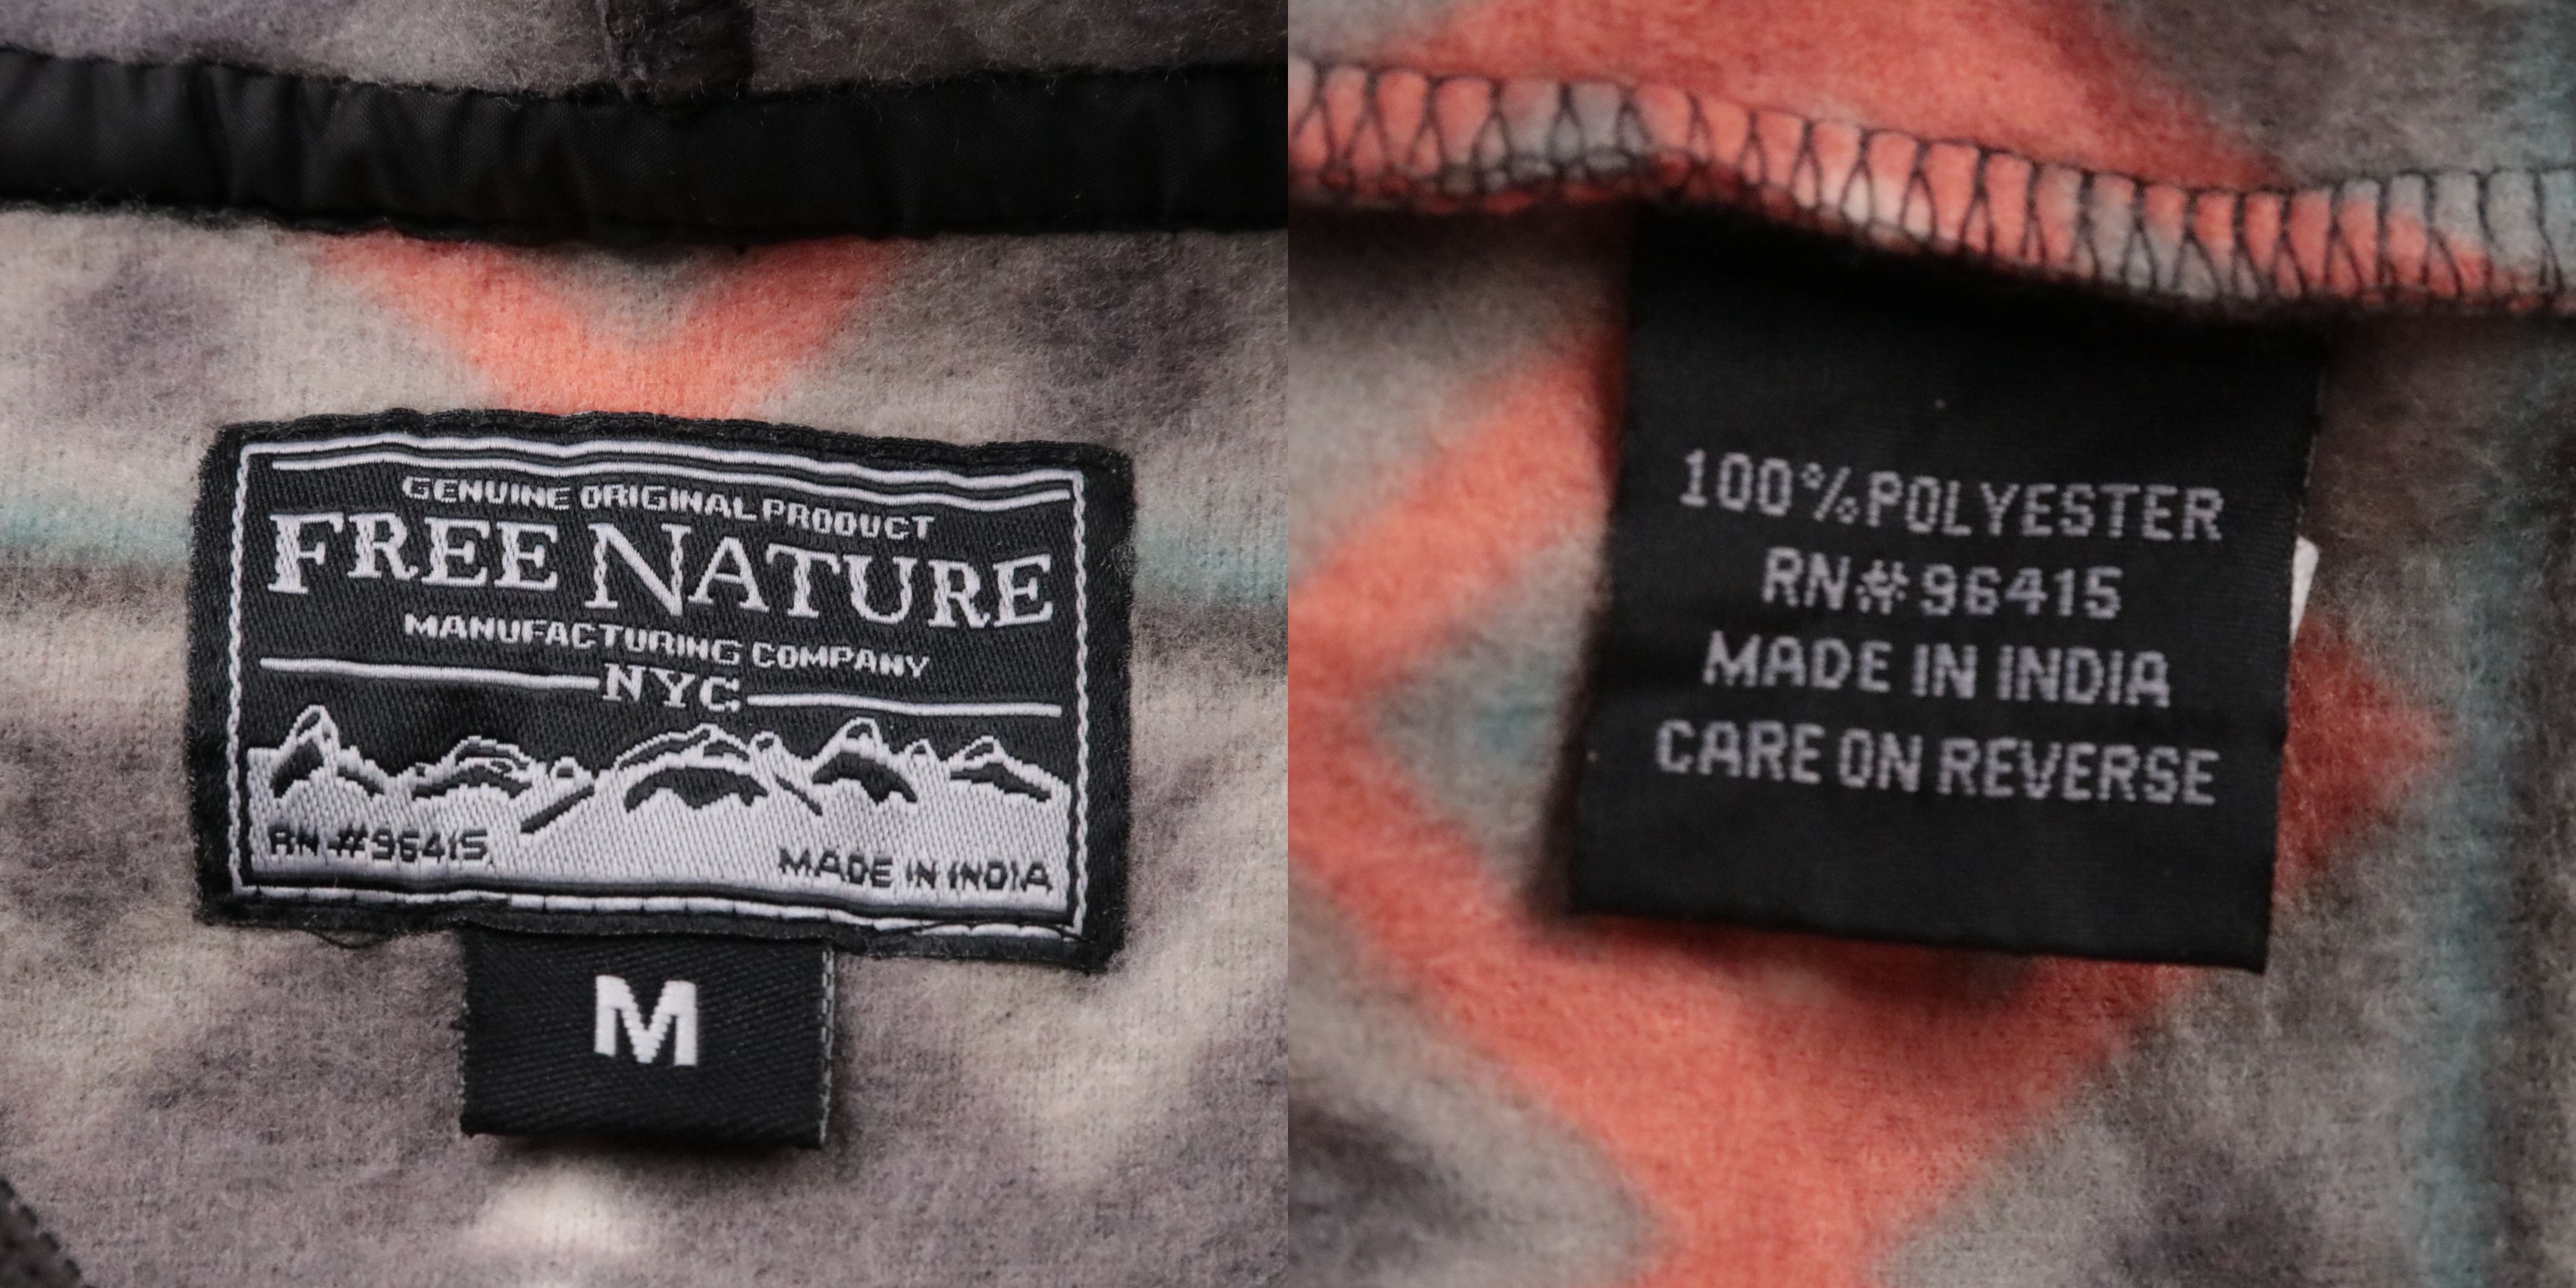 GENUINE ORIGINAL PRODUCT
FREE NATURE
MANUFACTURING COMPANY
NYC
RN #96415
MADE IN INDIA
M
100%POLYESTER
RN#96415
MADE IN INDIA
CARE ON REVERSE